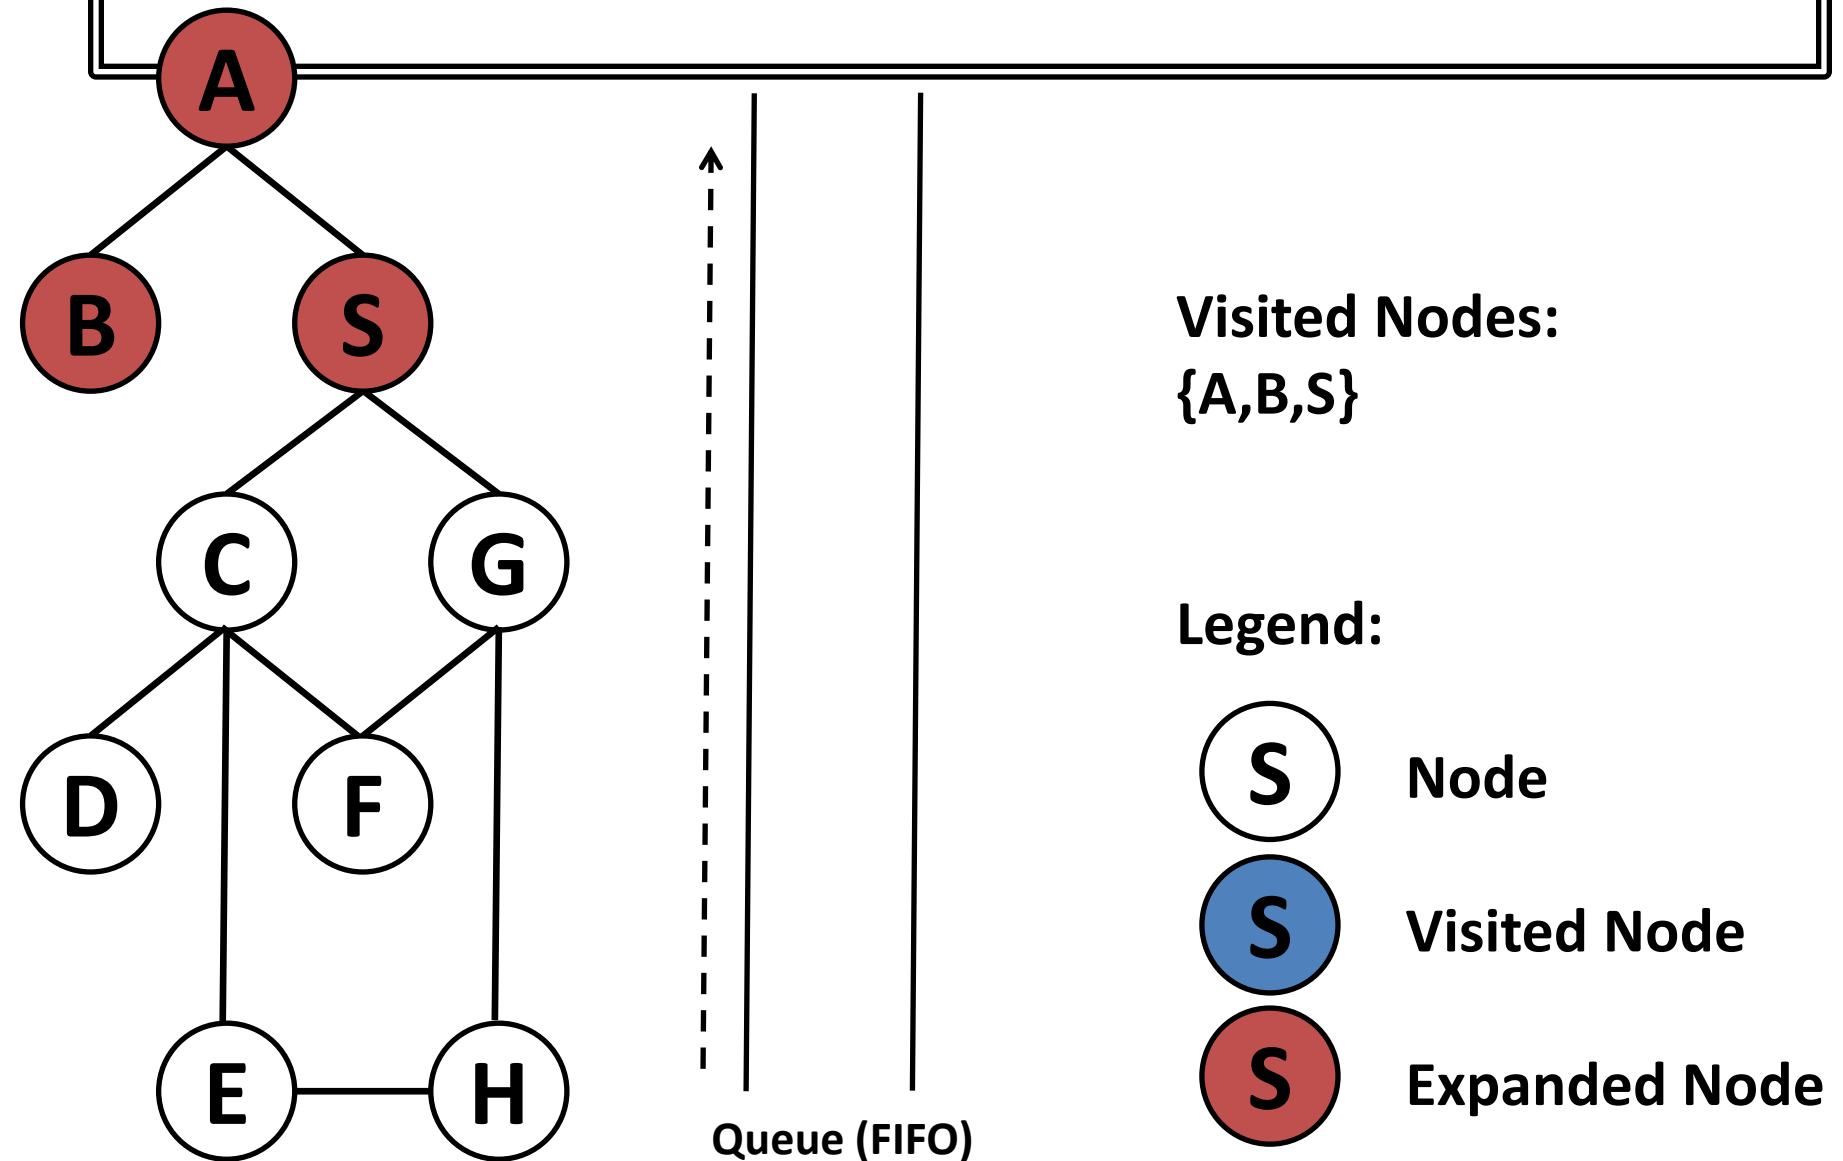 A
B
S
C
G
D
F
E
H
Queue (FIFO)
Visited Nodes:
{A,B,S}
Legend:
S Node
S Visited Node
S Expanded Node